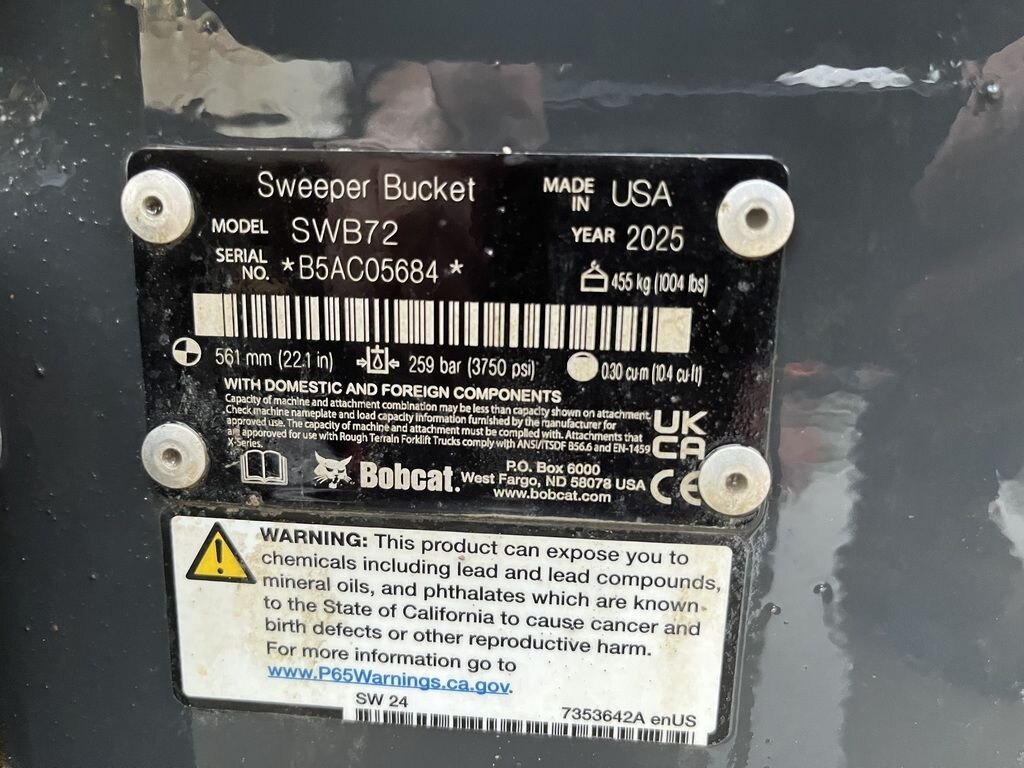 Sweeper Bucket MADE IN USA
MODEL SWB72 YEAR 2025
SERIAL NO. *B5AC05684 * 455 kg (1004 lbs)
561 mm (22.1 in) 259 bar (3750 psi) 0.30 cu-m (10.4 cu-ft)
WITH DOMESTIC AND FOREIGN COMPONENTS
Capacity of machine and attachment combination may be less than capacity shown on attachment.
Check machine nameplate and load capacity information furnished by the manufacturer for
approved use. The capacity of machine and attachment must be complied with. Attachments that
are approved for use with Rough Terrain Forklift Trucks comply with ANSI/ITSDF B56.6 and EN-1459
X-Series.
UK
CA
Bobcat.
P.O. Box 6000
West Fargo, ND 58078 USA
www.bobcat.com
CE
WARNING: This product can expose you to
chemicals including lead and lead compounds,
mineral oils, and phthalates which are known
to the State of California to cause cancer and
birth defects or other reproductive harm.
For more information go to
www.P65Warnings.ca.gov.
SW 24 7353642A enUS